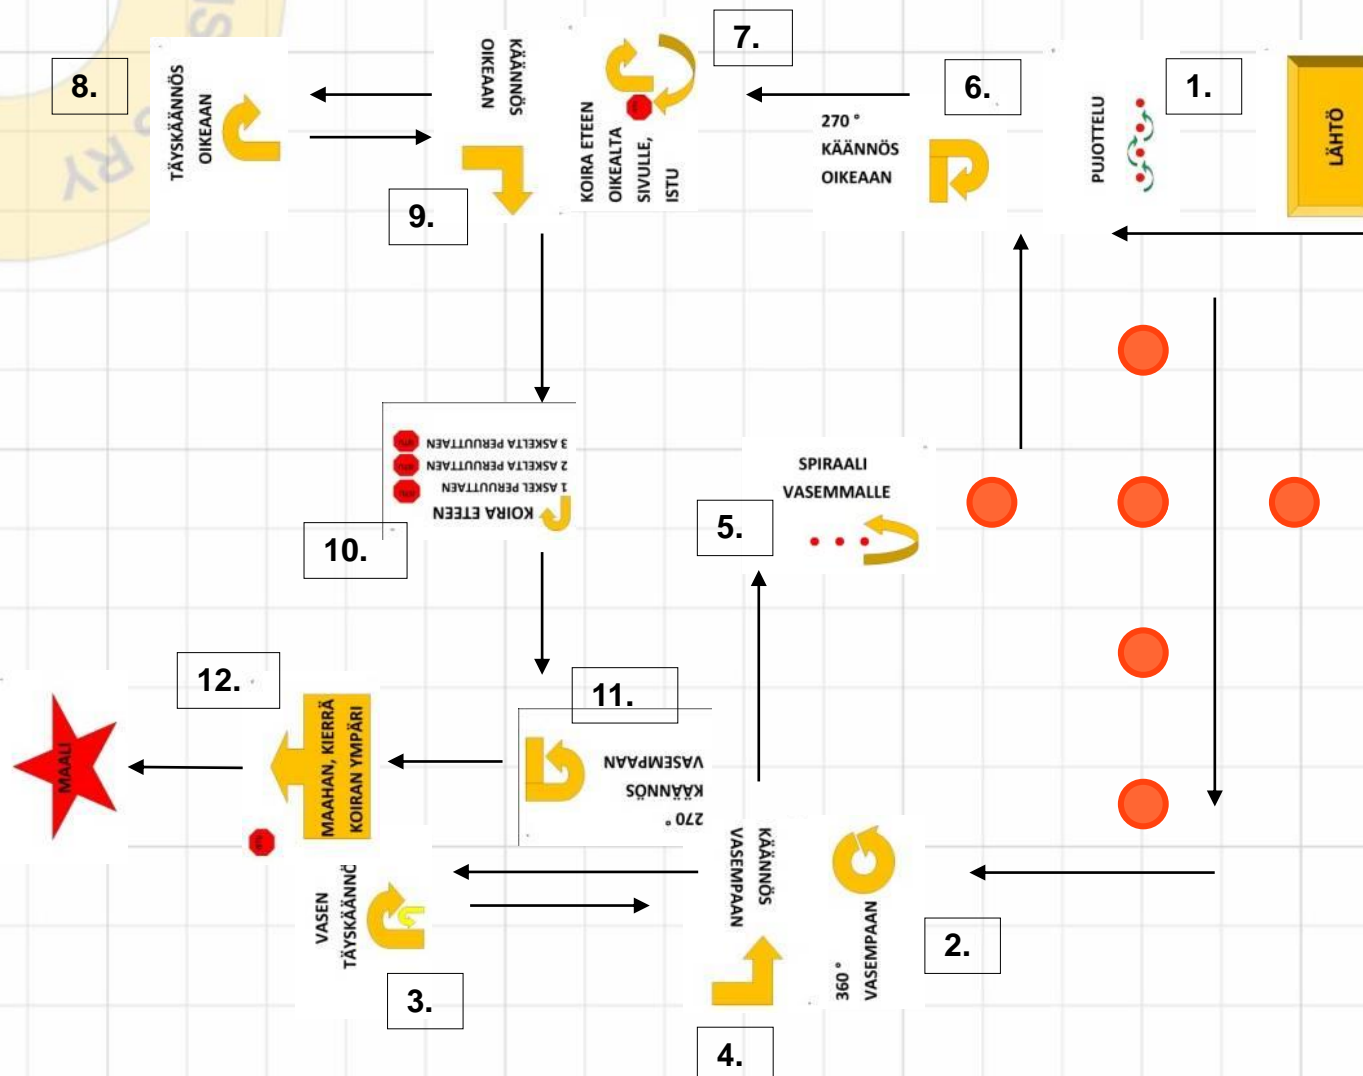 LÄHTÖ
1.
PUJOTTELU
2.
360 °
VASEMPAAN
3.
VASEN
TÄYSKÄÄNNÖ
4.
KÄÄNNÖS
VASEMPAAN
5.
SPIRAALI
VASEMMALLE
6.
270 °
KÄÄNNÖS
OIKEAAN
7.
KOIRA ETEEN
OIKEALTA
SIVULLE,
ISTU
8.
TÄYSKÄÄNNÖS
OIKEAAN
9.
KÄÄNNÖS
OIKEAAN
10.
KOIRA ETEEN
1 ASKEL PERUUTTAEN
2 ASKELTA PERUUTTAEN
3 ASKELTA PERUUTTAEN
11.
270 °
KÄÄNNÖS
VASEMPAAN
12.
MAAHAN, KIERRÄ
KOIRAN YMPÄRI
MAALI
RY